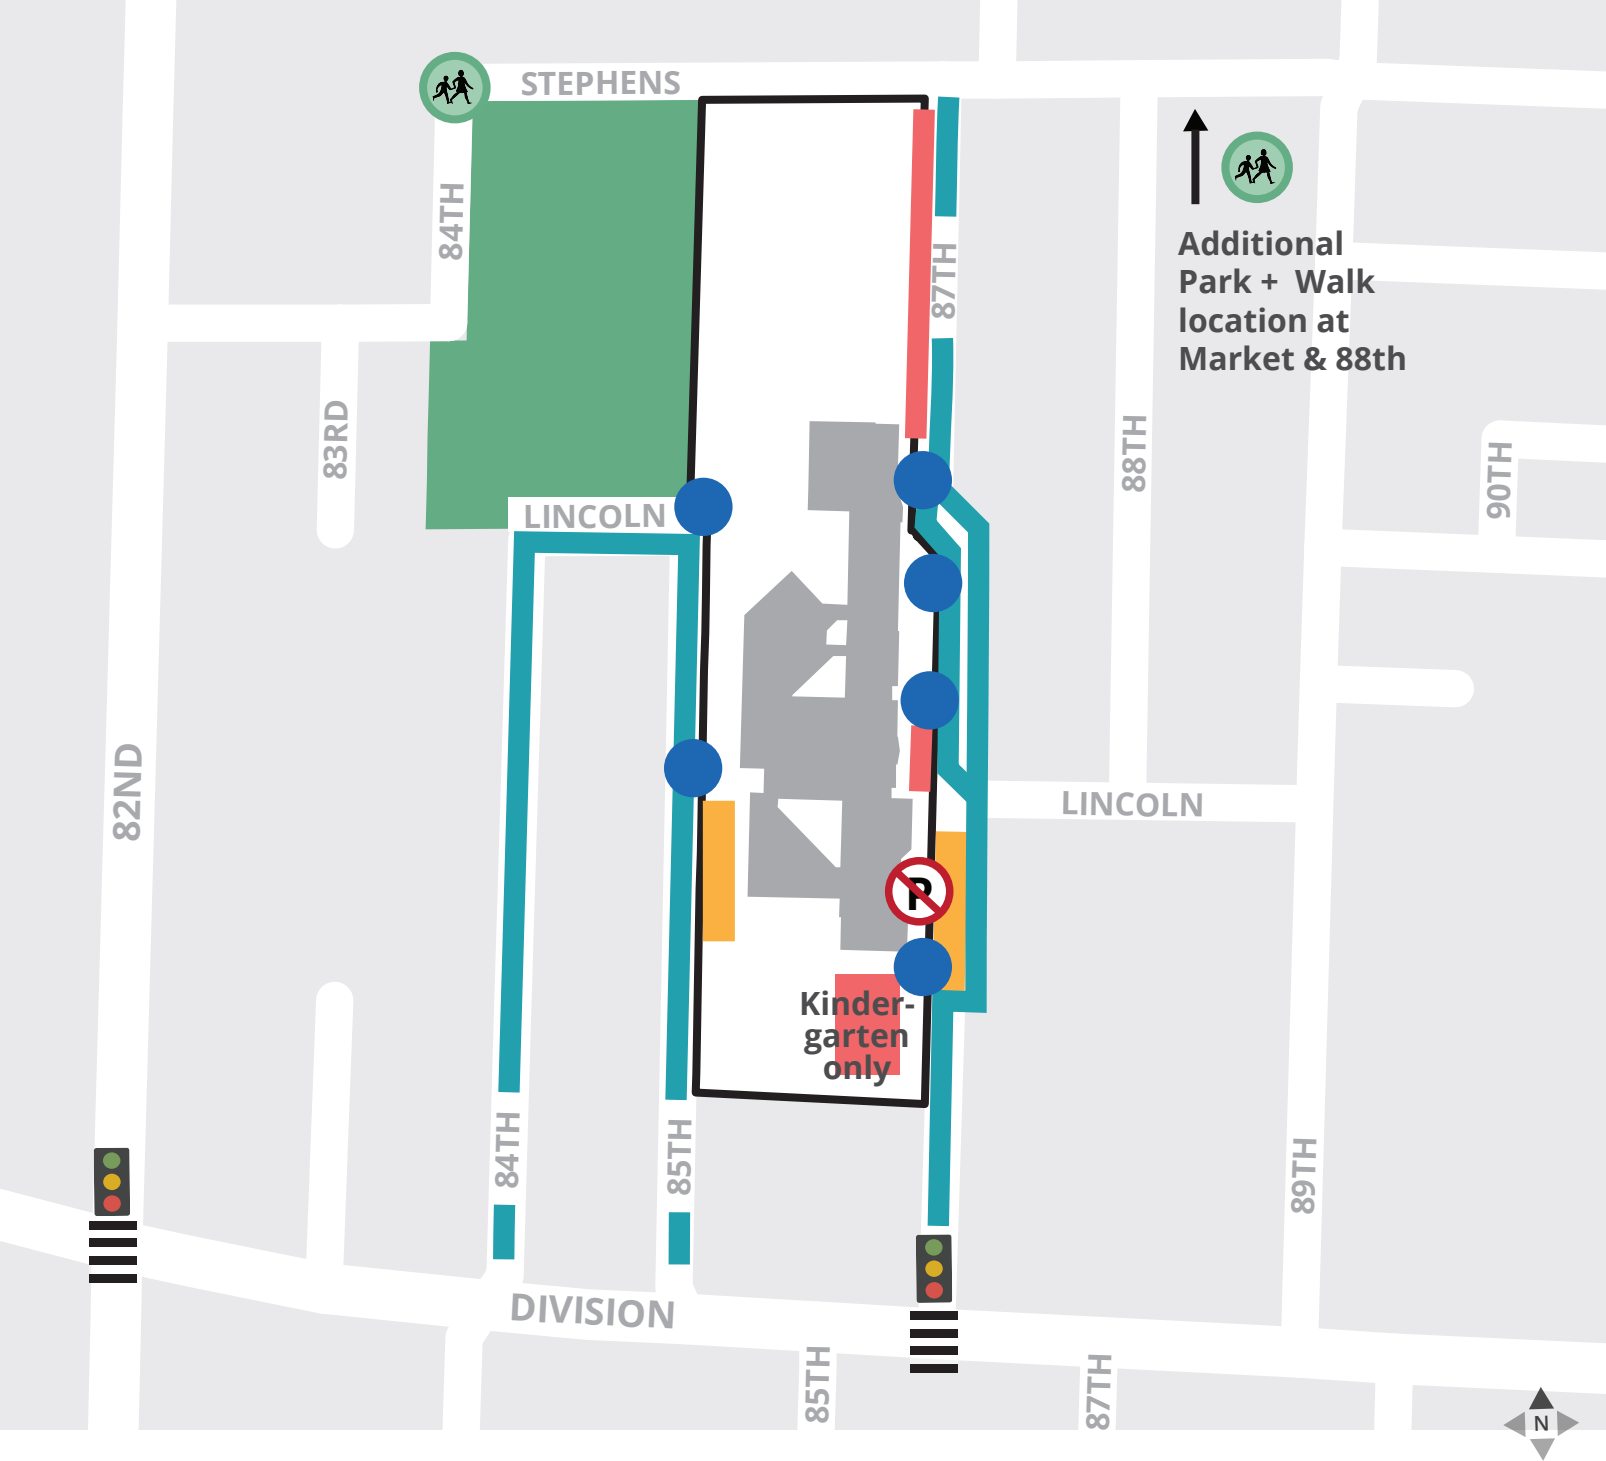 STEPHENS
84TH
87TH
Additional
Park + Walk
location at
Market & 88th
83RD
88TH
90TH
LINCOLN
82ND
LINCOLN
P
Kinder-
garten
only
84TH
85TH
89TH
DIVISION
85TH
87TH
N